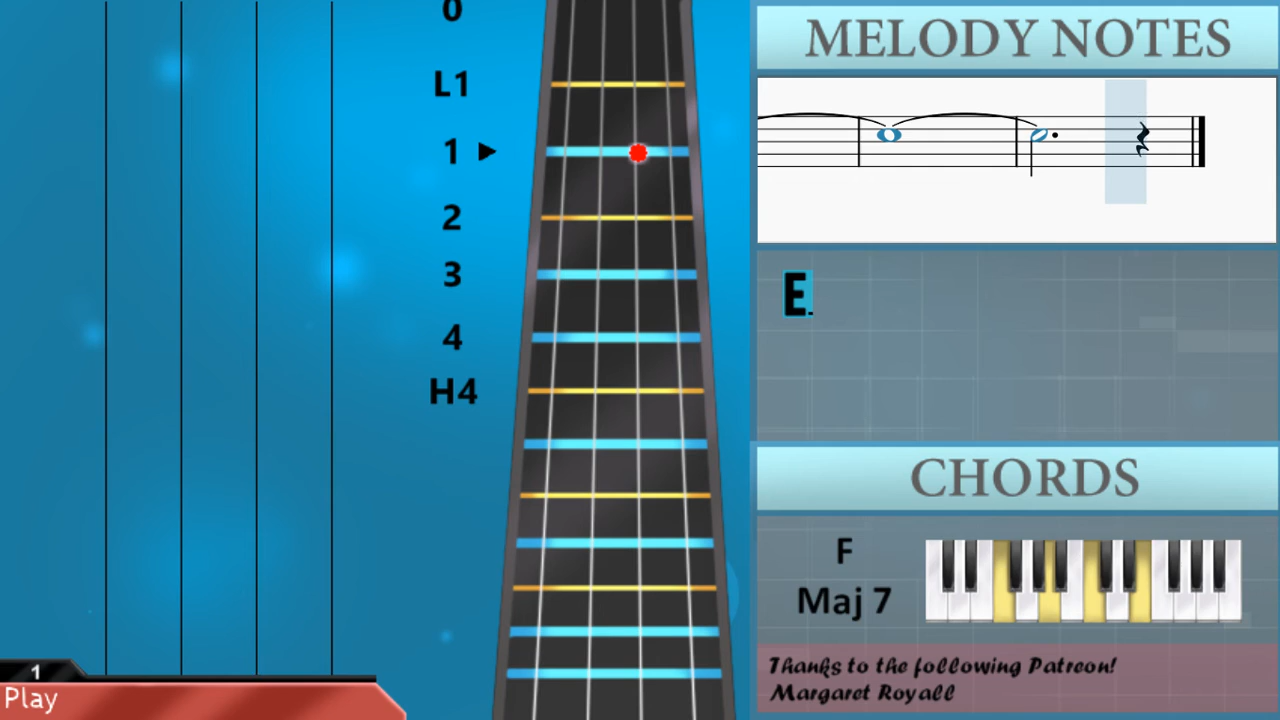 0
L1
1
2
3
4
H4
1
Play
MELODY NOTES
E.
CHORDS
F
Maj 7
Thanks to the following Patreon!
Margaret Royall